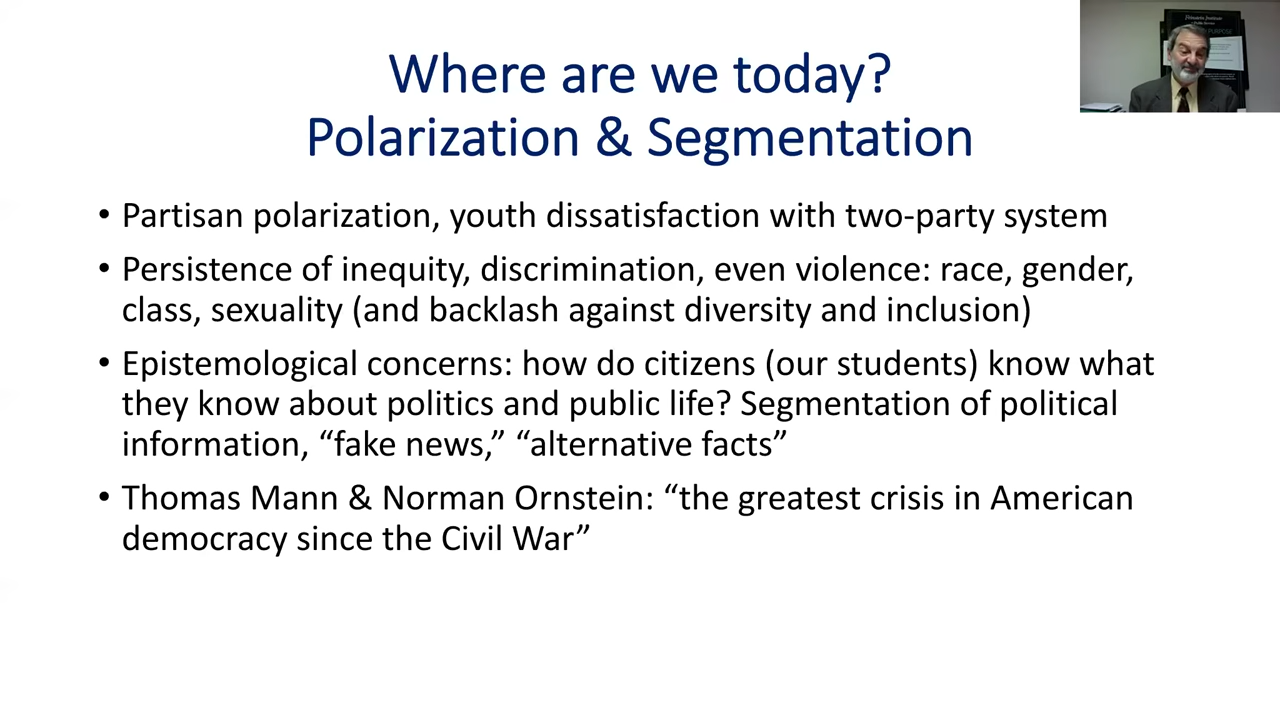 Where are we today?
Polarization & Segmentation
• Partisan polarization, youth dissatisfaction with two-party system
• Persistence of inequity, discrimination, even violence: race, gender,
class, sexuality (and backlash against diversity and inclusion)
• Epistemological concerns: how do citizens (our students) know what
they know about politics and public life? Segmentation of political
information, “fake news,” “alternative facts”
• Thomas Mann & Norman Ornstein: “the greatest crisis in American
democracy since the Civil War”
Feinstein Institute
PURPOSE